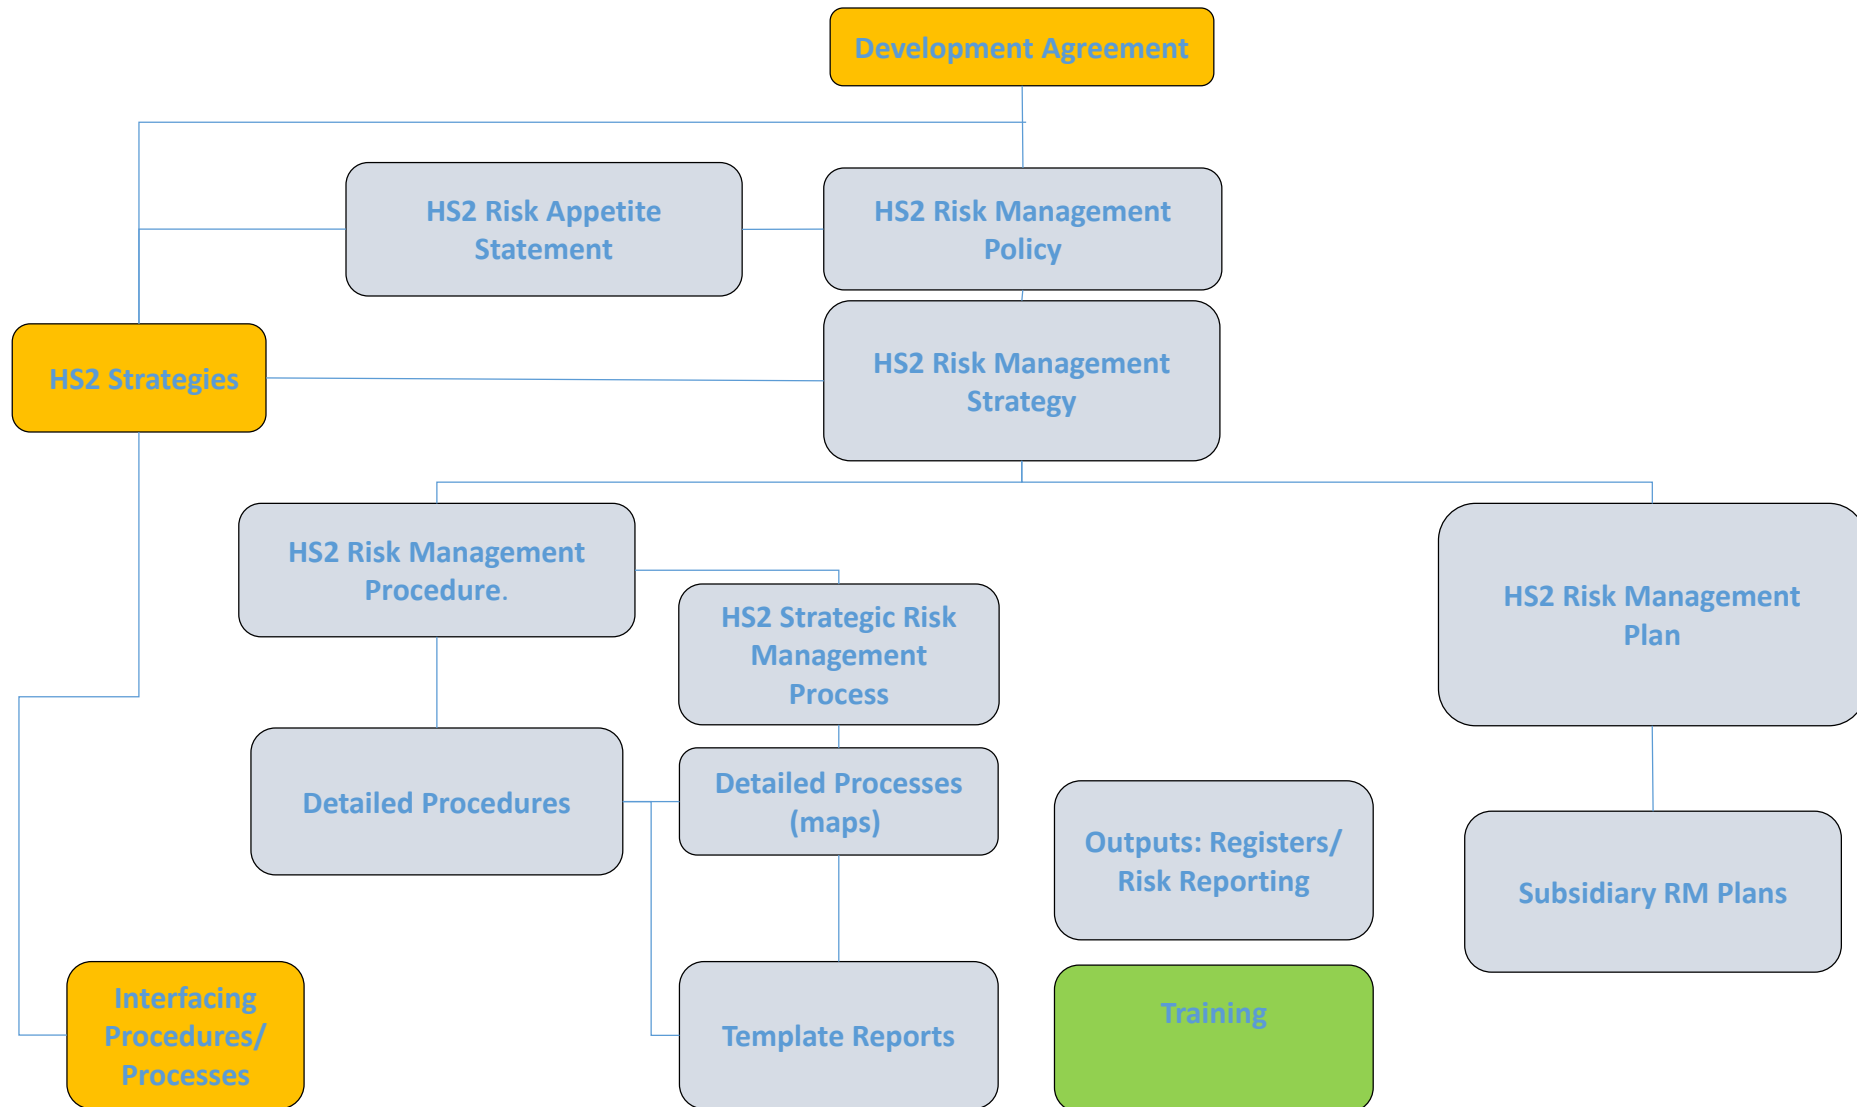 Development Agreement
HS2 Risk Appetite
Statement
HS2 Risk Management
Policy
HS2 Strategies
HS2 Risk Management
Strategy
HS2 Risk Management
Procedure.
HS2 Strategic Risk
Management
Process
HS2 Risk Management
Plan
Detailed Procedures
Detailed Processes
(maps)
Outputs: Registers/
Risk Reporting
Subsidiary RM Plans
Interfacing
Procedures/
Processes
Template Reports
Training